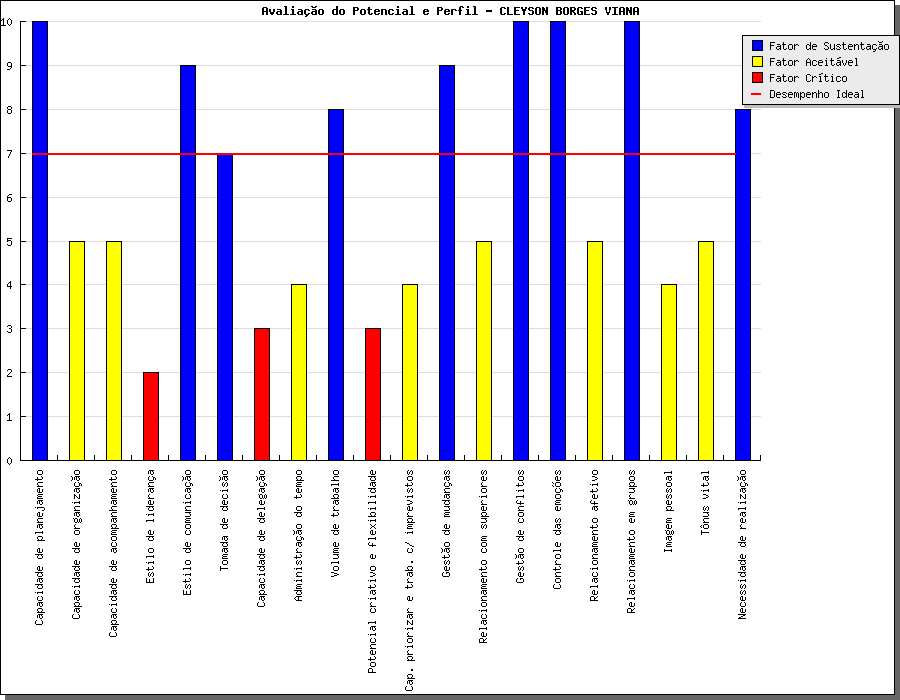 Avaliação do Potencial e Perfil - CLEYSON BORGES VIANA
10
9
8
7
6
5
4
3
2
1
0
Fator de Sustentação
Fator Aceitável
Fator Crítico
Desempenho Ideal
Capacidade de planejamento
Capacidade de organização
Capacidade de acompanhamento
Estilo de liderança
Estilo de comunicação
Tomada de decisão
Capacidade de delegação
Administração do tempo
Volume de trabalho
Potencial criativo e flexibilidade
Cap. priorizar e trab. c/ imprevistos
Gestão de mudanças
Relacionamento com superiores
Gestão de conflitos
Controle das emoções
Relacionamento afetivo
Relacionamento em grupos
Imagem pessoal
Tônus vital
Necessidade de realização